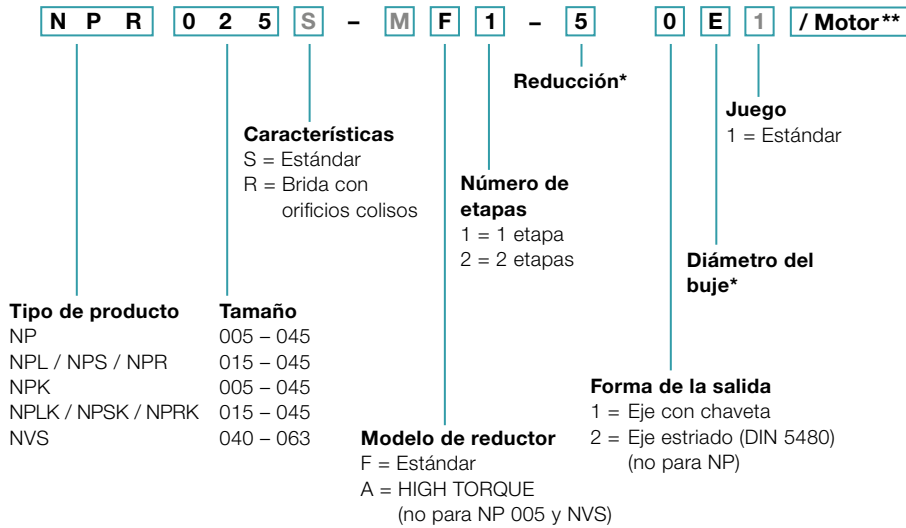 N P R 0 2 5 S – M F 1 – 5 0 E 1 / Motor**
Reducción*
Juego
1 = Estándar
Características
S = Estándar
R = Brida con
orificios colisos
Número de
etapas
1 = 1 etapa
2 = 2 etapas
Diámetro del
buje*
Tipo de producto Tamaño
NP 005 – 045
NPL / NPS / NPR 015 – 045
NPK 005 – 045
NPLK / NPSK / NPRK 015 – 045
NVS 040 – 063
Forma de la salida
1 = Eje con chaveta
2 = Eje estriado (DIN 5480)
(no para NP)
Modelo de reductor
F = Estándar
A = HIGH TORQUE
(no para NP 005 y NVS)